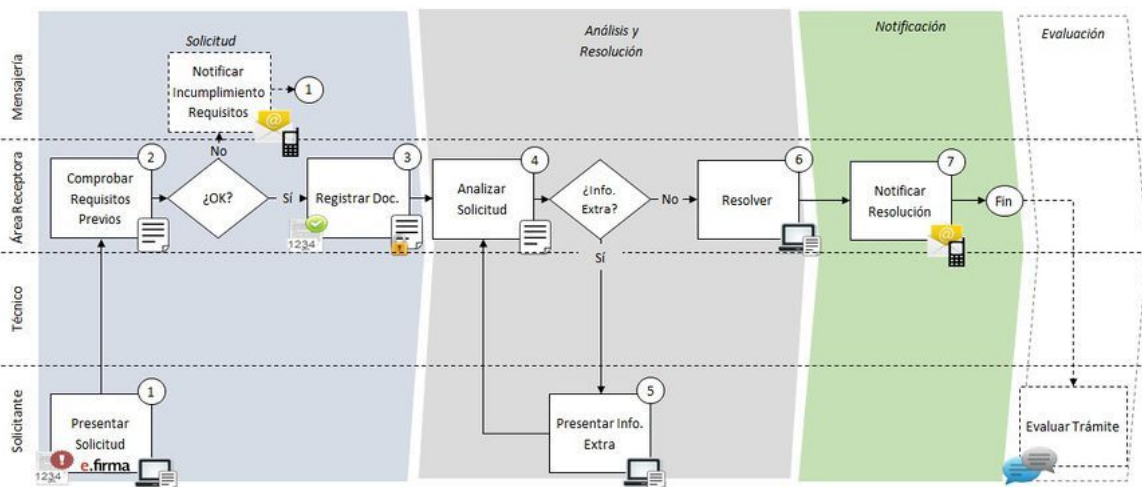 Solicitud
Análisis y
Resolución
Notificación
Evaluación
Mensajería
Notificar
Incumplimiento
Requisitos
1
No
Área Receptora
2
Comprobar
Requisitos
Previos
¿OK?
Sí
3
Registrar Doc.
1234
4
Analizar
Solicitud
¿Info.
Extra?
No
Sí
6
Resolver
7
Notificar
Resolución
@
Fin
Técnico
Solicitante
1
Presentar
Solicitud
1234
e.firma
5
Presentar Info.
Extra
Evaluar Trámite
@